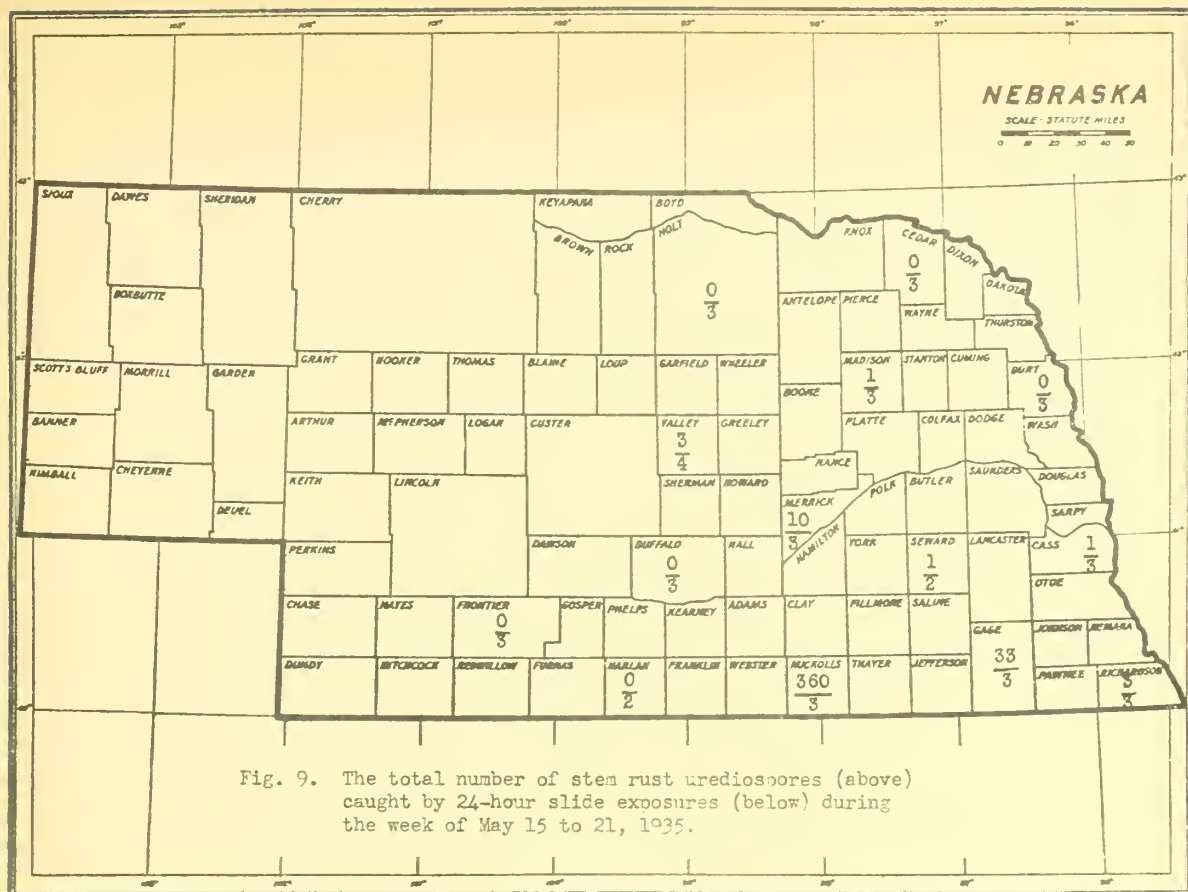 NEBRASKA
SCALE - STATUTE MILES
0 10 20 30 40 50
SIOUX DAWES SHERIDAN CHERRY KEYAPAHA BOYD
BROWN ROCK HOLT KNOX CEDAR DIXON
0
3
0
3
DAKOTA
BOXBUTTE ANTELOPE PIERCE WAYNE THURSTON
SCOTTS BLUFF MORRILL GARDEN GRANT HOOKER THOMAS BLAINE LOUP GARFIELD WHEELER MADISON STANTON CUMING BURT
1
3
0
3
BOONE
BANNER ARTHUR McPHERSON LOGAN CUSTER VALLEY GREELEY PLATTE COLFAX DODGE WASH.
3
4
NANCE
KIMBALL CHEYENNE KEITH LINCOLN SHERMAN HOWARD MERRICK POLK BUTLER SAUNDERS DOUGLAS
10
3
DEUEL HAMILTON SARPY
PERKINS DAWSON BUFFALO HALL YORK SEWARD LANCASTER CASS
0
3
1
2
1
3
OTOE
CHASE HAYES FRONTIER GOSPER PHELPS KEARNEY ADAMS CLAY FILLMORE SALINE GAGE JOHNSON NEMAHA
0
3
33
3
DUNDY HITCHCOCK REDWILLOW FURNAS HARLAN FRANKLIN WEBSTER NUCKOLLS THAYER JEFFERSON PAWNEE RICHARDSON
0
2
360
3
3
3
Fig. 9. The total number of stem rust urediospores (above)
caught by 24-hour slide exposures (below) during
the week of May 15 to 21, 1935.